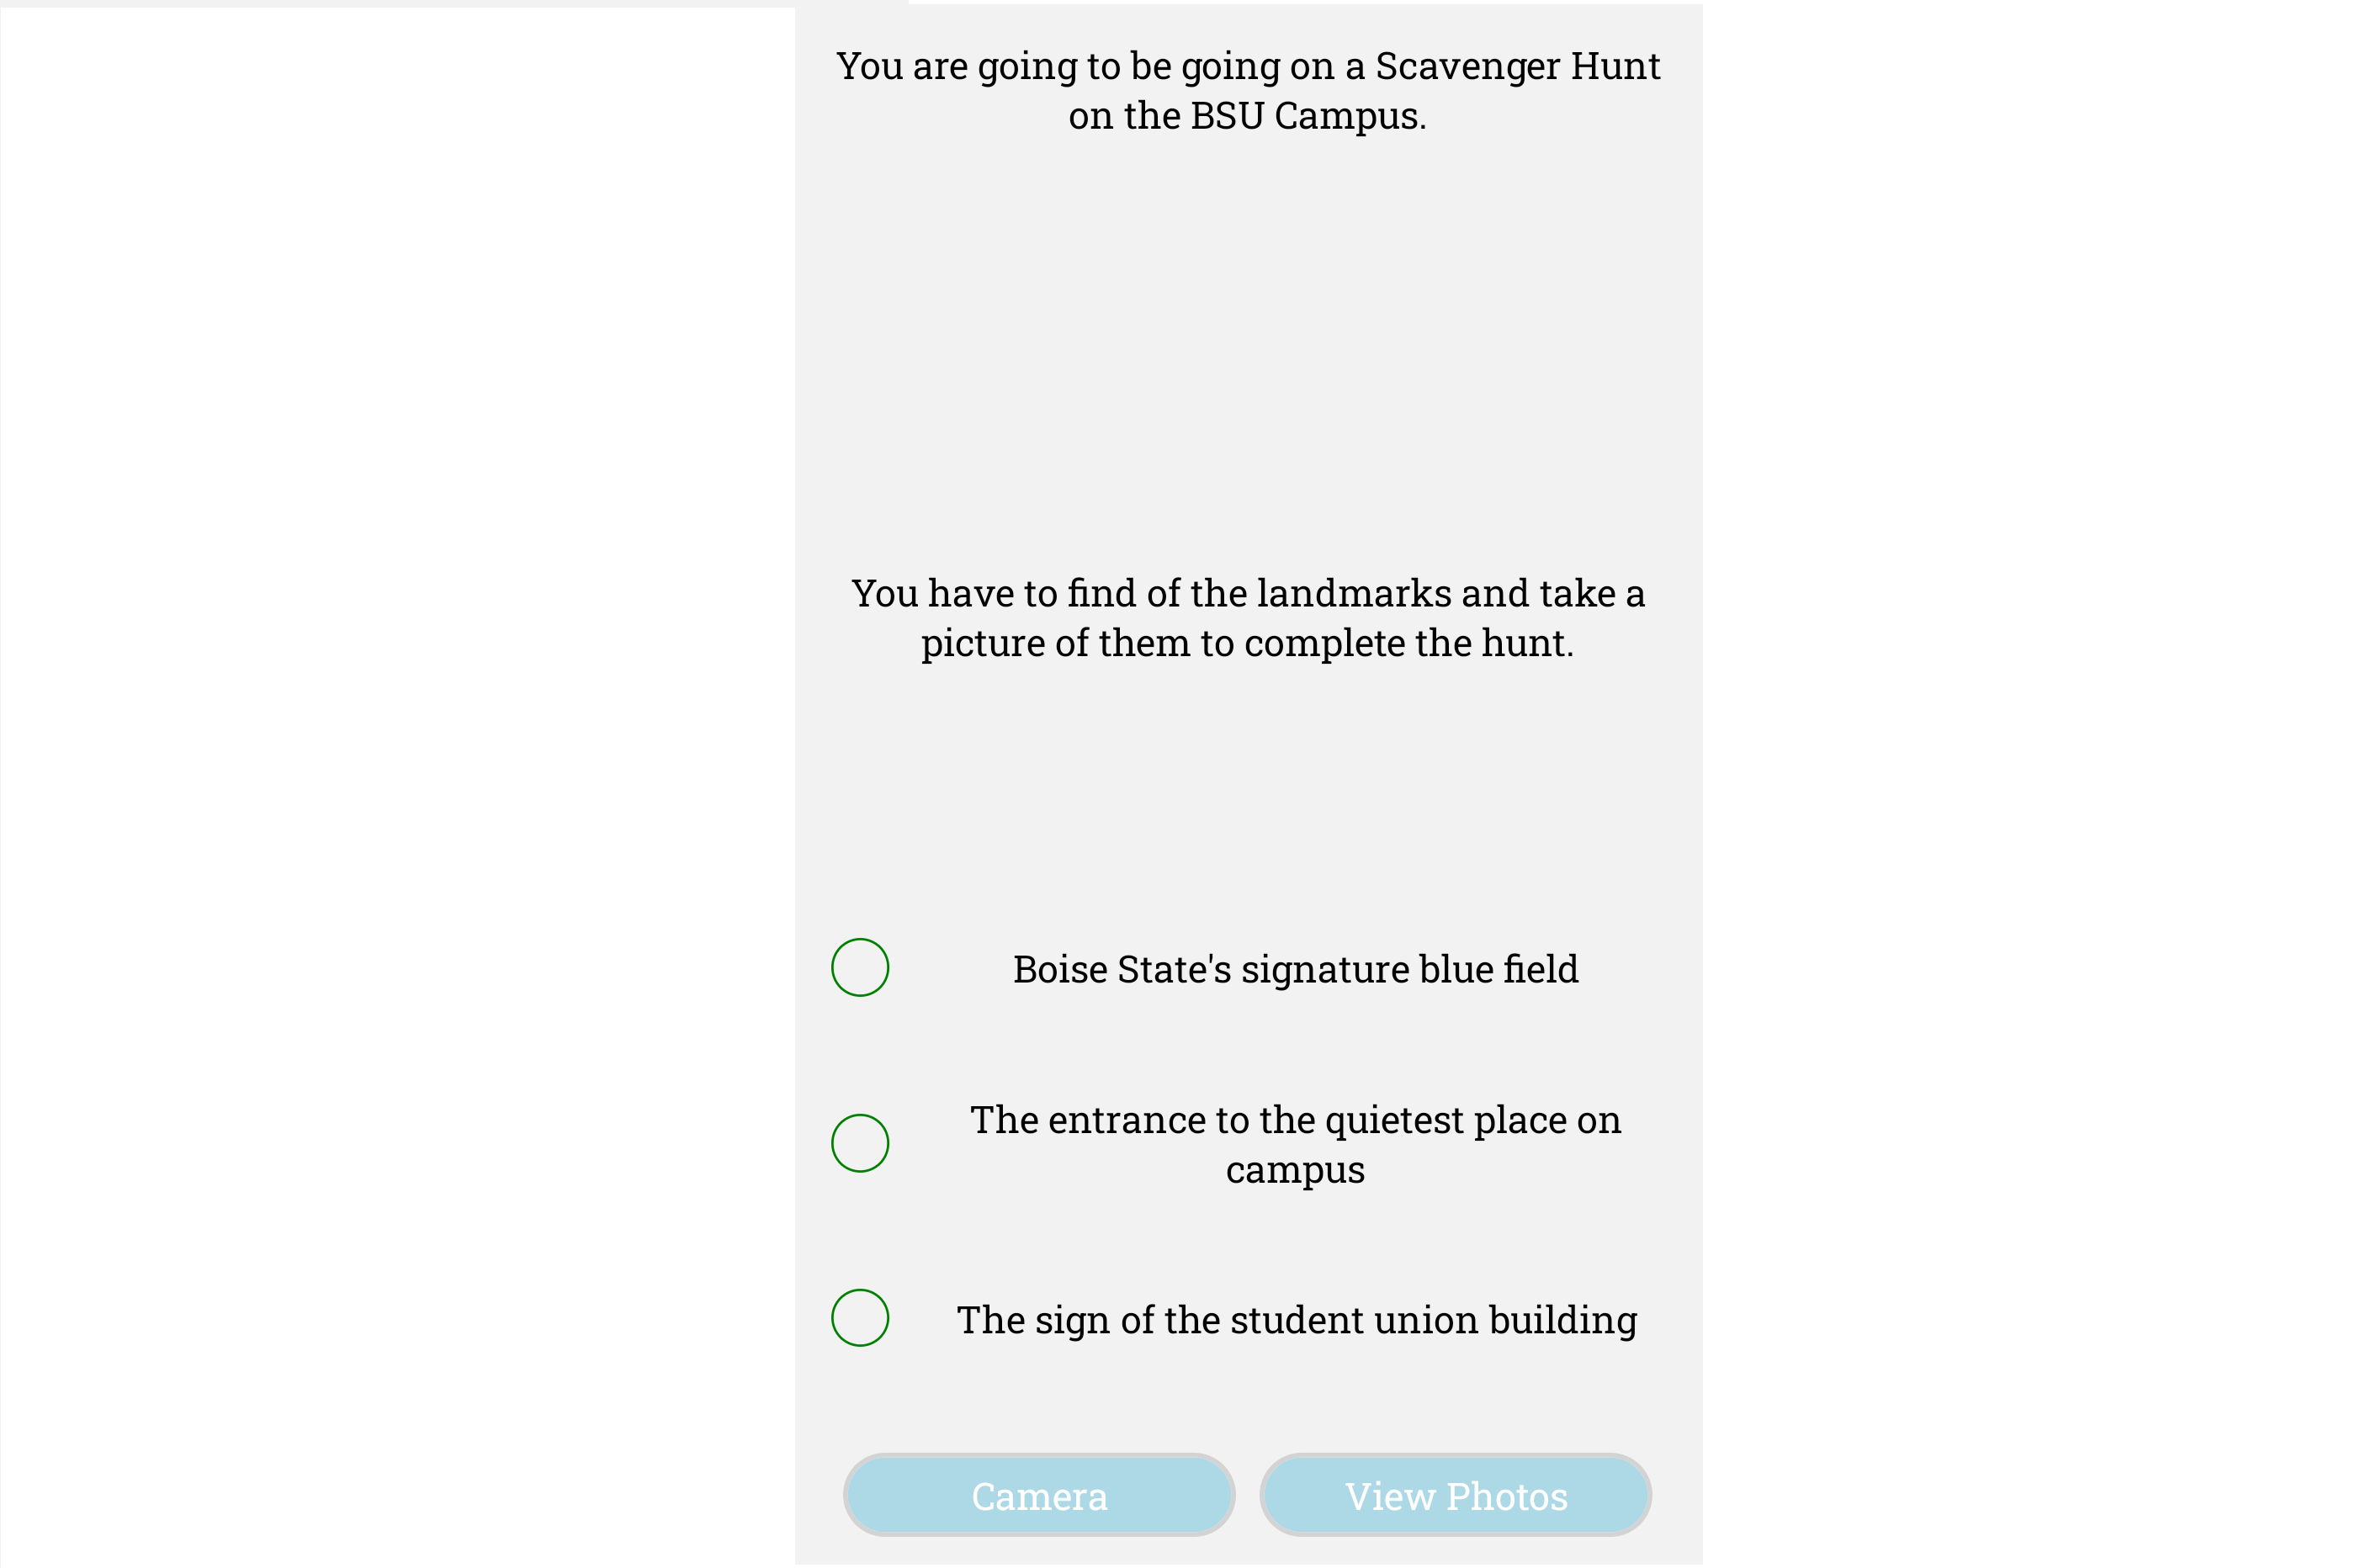 You are going to be going on a Scavenger Hunt
on the BSU Campus.
You have to find of the landmarks and take a
picture of them to complete the hunt.
Boise State's signature blue field
The entrance to the quietest place on
campus
The sign of the student union building
Camera
View Photos